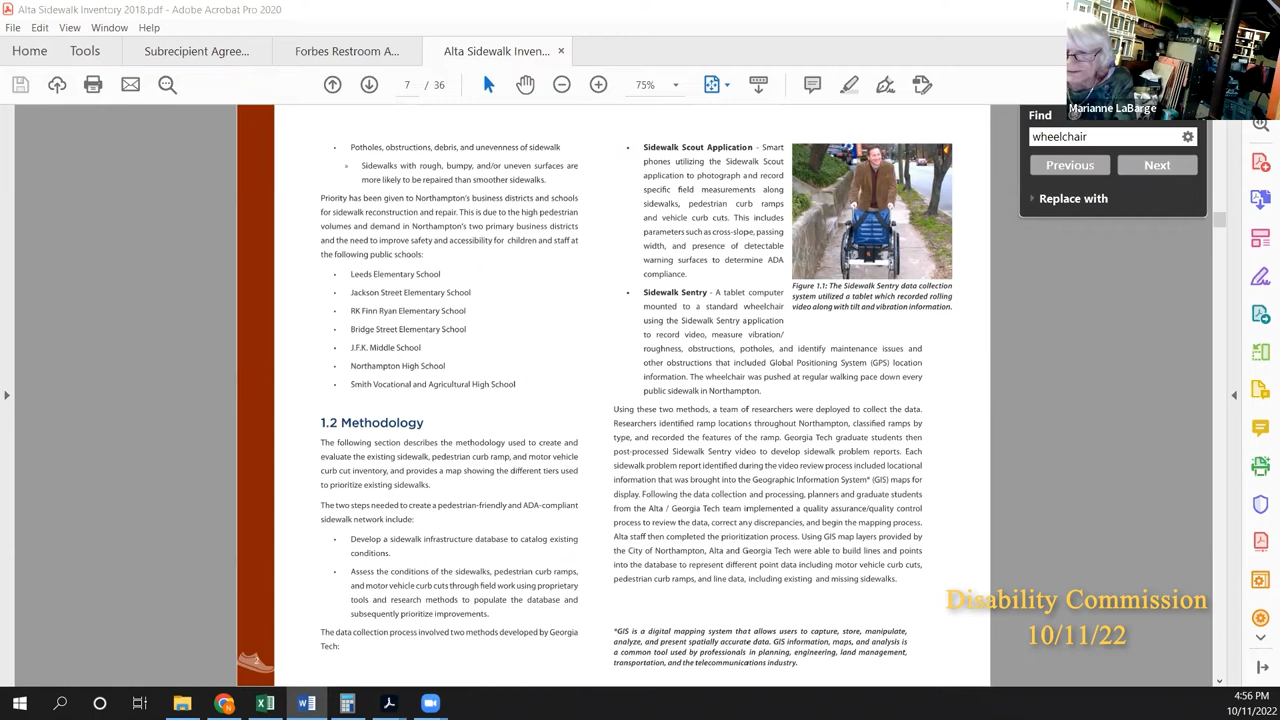 Alta Sidewalk Inventory 2018.pdf - Adobe Acrobat Pro 2020
File Edit View Window Help
Home Tools Subrecipient Agree... Forbes Restroom A... Alta Sidewalk Inven... ×
7 / 36 75%
Marianne LaBarge
Find
wheelchair
Previous Next
Replace with
• Potholes, obstructions, debris, and unevenness of sidewalk
» Sidewalks with rough, bumpy, and/or uneven surfaces are
more likely to be repaired than smoother sidewalks.
Priority has been given to Northampton's business districts and schools
for sidewalk reconstruction and repair. This is due to the high pedestrian
volumes and demand in Northampton's two primary business districts
and the need to improve safety and accessibility for children and staff at
the following public schools:
• Leeds Elementary School
• Jackson Street Elementary School
• RK Finn Ryan Elementary School
• Bridge Street Elementary School
• J.F.K. Middle School
• Northampton High School
• Smith Vocational and Agricultural High School
1.2 Methodology
The following section describes the methodology used to create and
evaluate the existing sidewalk, pedestrian curb ramp, and motor vehicle
curb cut inventory, and provides a map showing the different tiers used
to prioritize existing sidewalks.
The two steps needed to create a pedestrian-friendly and ADA-compliant
sidewalk network include:
• Develop a sidewalk infrastructure database to catalog existing
conditions.
• Assess the conditions of the sidewalks, pedestrian curb ramps,
and motor vehicle curb cuts through field work using proprietary
tools and research methods to populate the database and
subsequently prioritize improvements.
The data collection process involved two methods developed by Georgia
Tech:
2
• Sidewalk Scout Application - Smart
phones utilizing the Sidewalk Scout
application to photograph and record
specific field measurements along
sidewalks, pedestrian curb ramps
and vehicle curb cuts. This includes
parameters such as cross-slope, passing
width, and presence of detectable
warning surfaces to determine ADA
compliance.
• Sidewalk Sentry - A tablet computer
mounted to a standard wheelchair
using the Sidewalk Sentry application
to record video, measure vibration/
roughness, obstructions, potholes, and identify maintenance issues and
other obstructions that included Global Positioning System (GPS) location
information. The wheelchair was pushed at regular walking pace down every
public sidewalk in Northampton.
Figure 1.1: The Sidewalk Sentry data collection
system utilized a tablet which recorded rolling
video along with tilt and vibration information.
Using these two methods, a team of researchers were deployed to collect the data.
Researchers identified ramp locations throughout Northampton, classified ramps by
type, and recorded the features of the ramp. Georgia Tech graduate students then
post-processed Sidewalk Sentry video to develop sidewalk problem reports. Each
sidewalk problem report identified during the video review process included locational
information that was brought into the Geographic Information System* (GIS) maps for
display. Following the data collection and processing, planners and graduate students
from the Alta / Georgia Tech team implemented a quality assurance/quality control
process to review the data, correct any discrepancies, and begin the mapping process.
Alta staff then completed the prioritization process. Using GIS map layers provided by
the City of Northampton, Alta and Georgia Tech were able to build lines and points
into the database to represent different point data including motor vehicle curb cuts,
pedestrian curb ramps, and line data, including existing and missing sidewalks.
*GIS is a digital mapping system that allows users to capture, store, manipulate,
analyze, and present spatially accurate data. GIS information, maps, and analysis is
a common tool used by professionals in planning, engineering, land management,
transportation, and the telecommunications industry.
Disability Commission
10/11/22
4:56 PM
10/11/2022